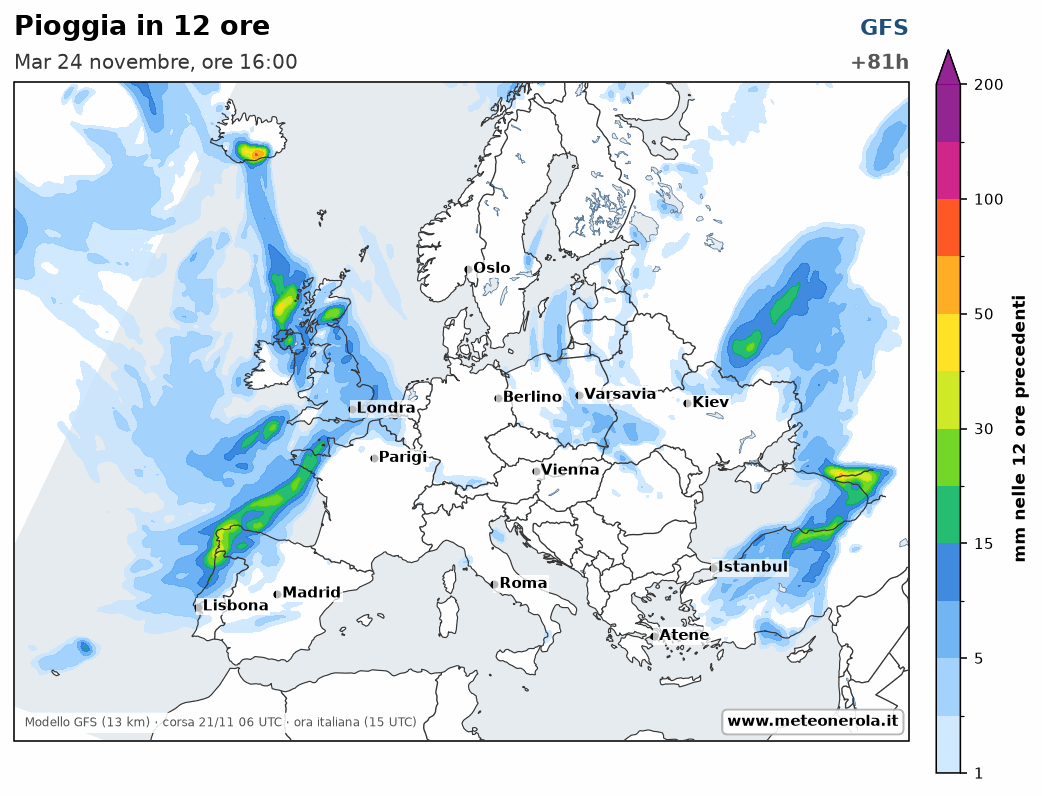 Pioggia in 12 ore
GFS
Mar 24 novembre, ore 16:00
+81h
200
100
50
30
15
5
1
mm nelle 12 ore precedenti
Oslo
Berlino
Varsavia
Kiev
Londra
Parigi
Vienna
Istanbul
Roma
Madrid
Lisbona
Atene
Modello GFS (13 km) · corsa 21/11 06 UTC · ora italiana (15 UTC)
www.meteonerola.it